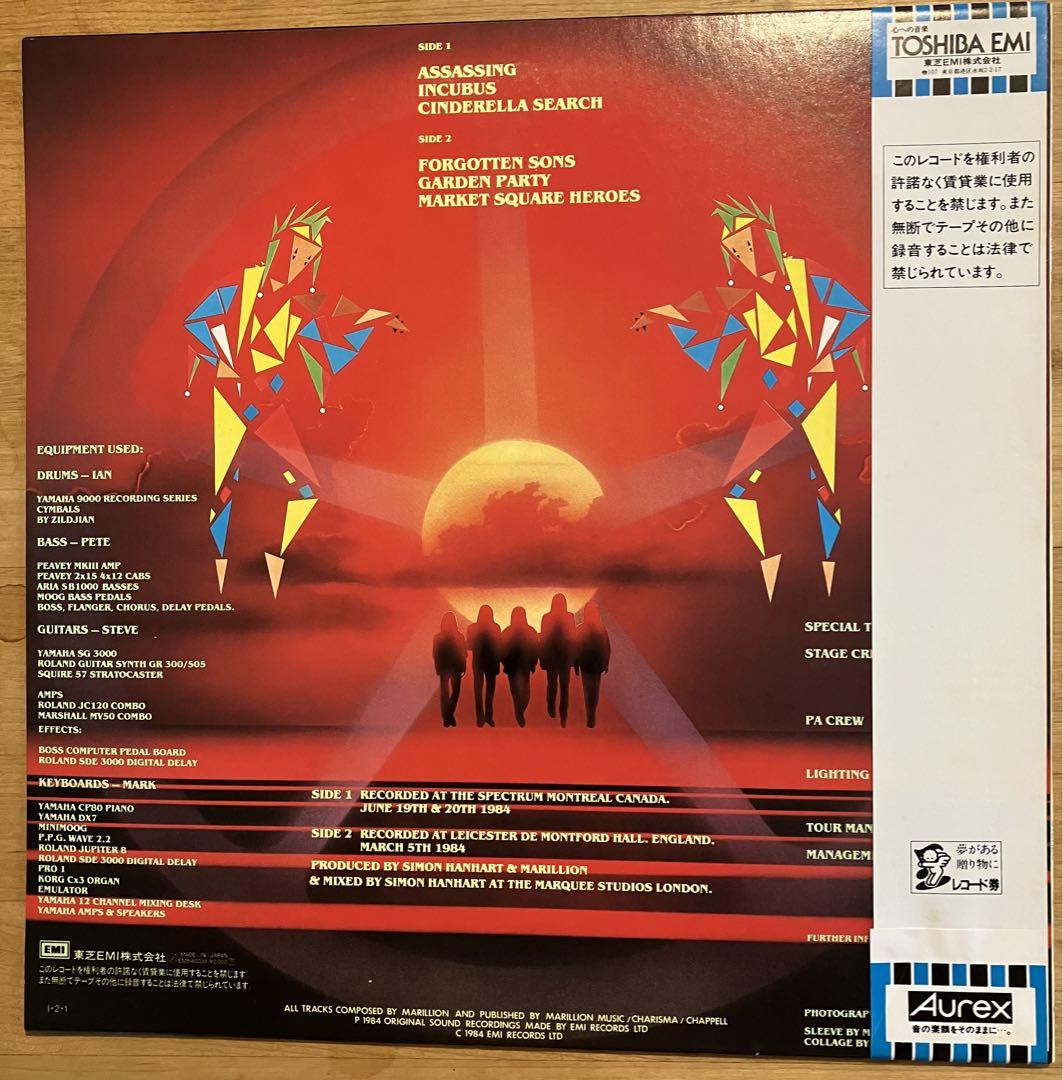 SIDE 1
ASSASSING
INCUBUS
CINDERELLA SEARCH
SIDE 2
FORGOTTEN SONS
GARDEN PARTY
MARKET SQUARE HEROES
EQUIPMENT USED:
DRUMS – IAN
YAMAHA 9000 RECORDING SERIES
CYMBALS
BY ZILDJIAN
BASS – PETE
PEAVEY MKIII AMP
PEAVEY 2x15 4x12 CABS
ARIA SB1000 BASSES
MOOG BASS PEDALS
BOSS, FLANGER, CHORUS, DELAY PEDALS.
GUITARS – STEVE
YAMAHA SG 3000
ROLAND GUITAR SYNTH GR 300/505
SQUIRE 57 STRATOCASTER
AMPS
ROLAND JC120 COMBO
MARSHALL MV50 COMBO
EFFECTS:
BOSS COMPUTER PEDAL BOARD
ROLAND SDE 3000 DIGITAL DELAY
KEYBOARDS – MARK
YAMAHA CP80 PIANO
YAMAHA DX7
MINIMOOG
P.P.G. WAVE 2.2
ROLAND JUPITER 8
ROLAND SDE 3000 DIGITAL DELAY
PRO 1
KORG Cx3 ORGAN
EMULATOR
YAMAHA 12 CHANNEL MIXING DESK
YAMAHA AMPS & SPEAKERS
SIDE 1 RECORDED AT THE SPECTRUM MONTREAL CANADA.
JUNE 19TH & 20TH 1984
SIDE 2 RECORDED AT LEICESTER DE MONTFORD HALL. ENGLAND.
MARCH 5TH 1984
PRODUCED BY SIMON HANHART & MARILLION
& MIXED BY SIMON HANHART AT THE MARQUEE STUDIOS LONDON.
SPECIAL T
STAGE CR
PA CREW
LIGHTING
TOUR MAN
MANAGEM
FURTHER INF
PHOTOGRAP
SLEEVE BY M
COLLAGE BY
EMI 東芝EMI株式会社 MADE IN JAPAN
このレコードを権利者の許諾なく賃貸業に使用することを禁じます。
また無断でテープその他に録音することは法律で禁じられています。
1・2・1
ALL TRACKS COMPOSED BY MARILLION AND PUBLISHED BY MARILLION MUSIC/CHARISMA/CHAPPELL
P 1984 ORIGINAL SOUND RECORDINGS MADE BY EMI RECORDS LTD
C 1984 EMI RECORDS LTD
心への音楽
TOSHIBA EMI
東芝EMI株式会社
このレコードを権利者の
許諾なく賃貸業に使用
することを禁じます。また
無断でテープその他に
録音することは法律で
禁じられています。
夢がある
贈り物に
レコード券
Aurex
音の素顔をそのままに…。